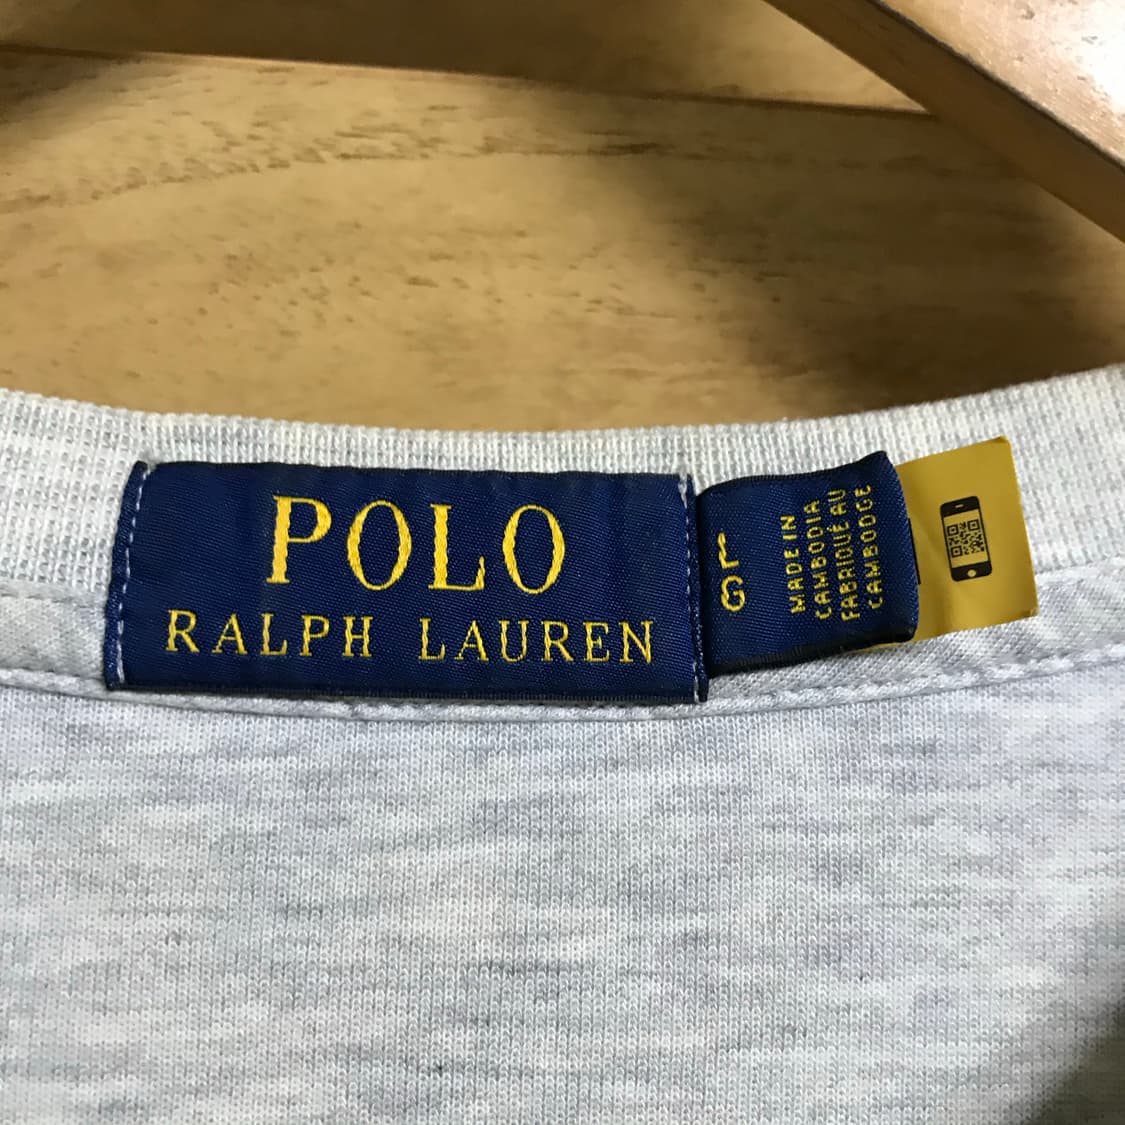 POLO
RALPH LAUREN
L
G
MADE IN
CAMBODIA
FABRIQUÉ AU
CAMBODGE